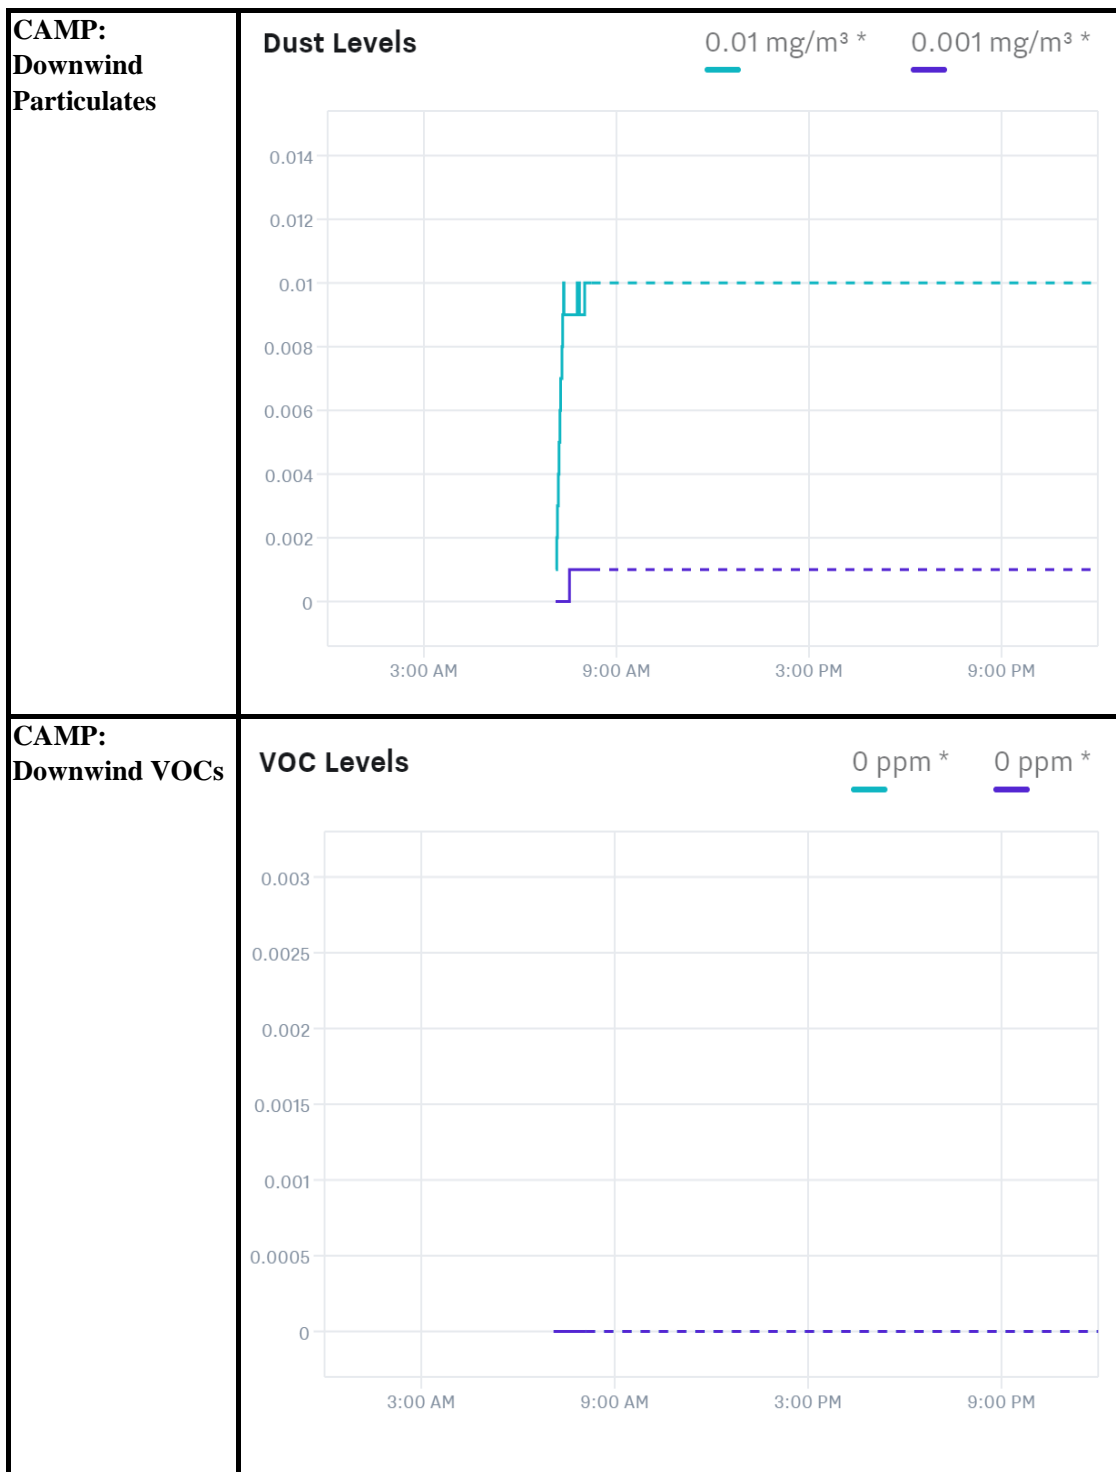 CAMP:
Downwind
Particulates
Dust Levels
0.01 mg/m³ *
0.001 mg/m³ *
0.014
0.012
0.01
0.008
0.006
0.004
0.002
0
3:00 AM
9:00 AM
3:00 PM
9:00 PM
CAMP:
Downwind VOCs
VOC Levels
0 ppm *
0 ppm *
0.003
0.0025
0.002
0.0015
0.001
0.0005
0
3:00 AM
9:00 AM
3:00 PM
9:00 PM